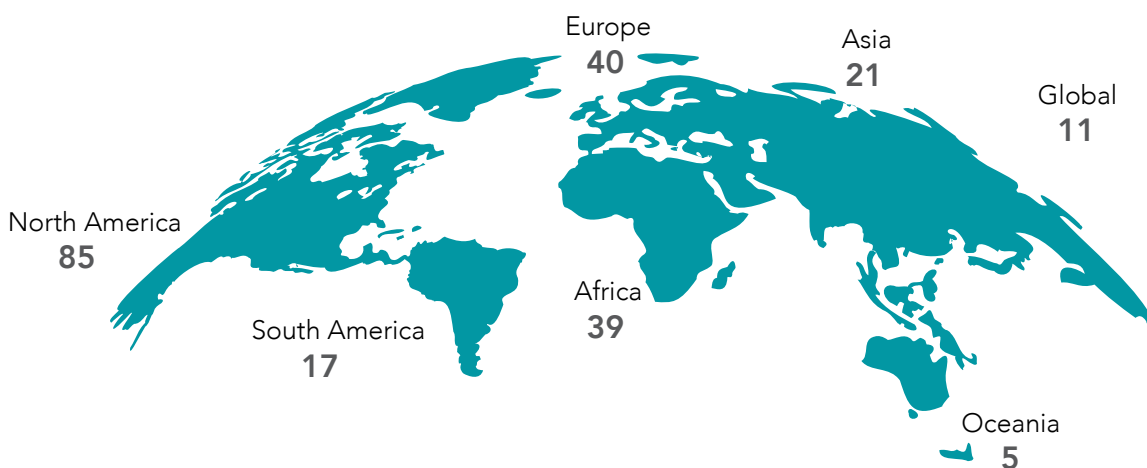 Europe
40
Asia
21
Global
11
North America
85
South America
17
Africa
39
Oceania
5